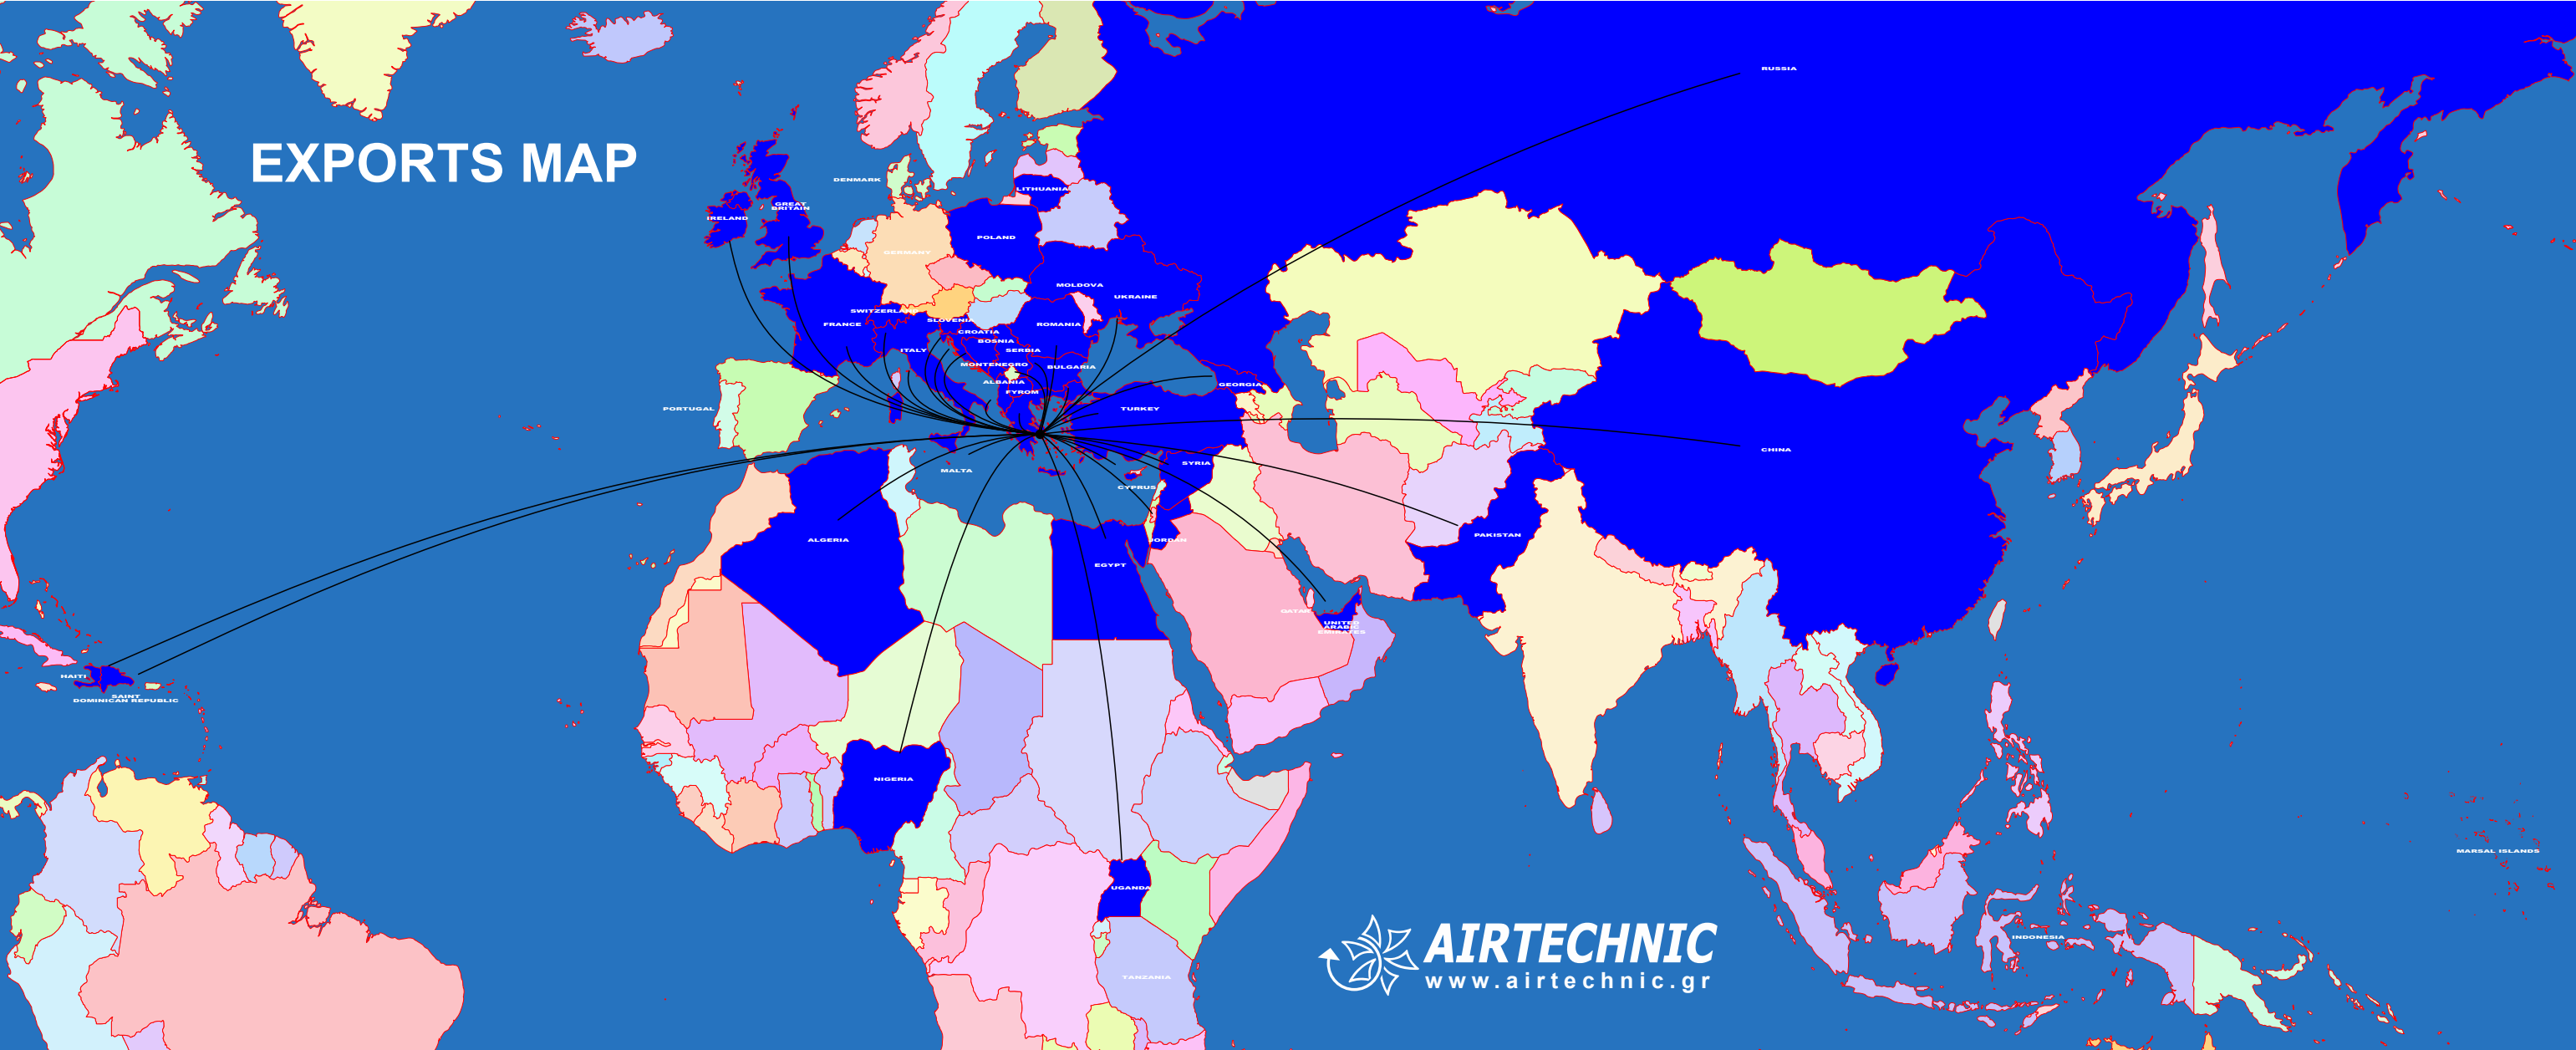 RUSSIA
EXPORTS MAP
DENMARK
LITHUANIA
GREAT
BRITAIN
IRELAND
POLAND
GERMANY
MOLDOVA
UKRAINE
SWITZERLA
SLOVENIA
FRANCE
ROMANIA
CROATIA
BOSNIA
ITALY
SERBIA
MONTENEGRO
BULGARIA
ALBANIA
GEORGIA
FYROM
PORTUGAL
TURKEY
CHINA
SYRIA
MALTA
CYPRUS
PAKISTAN
ALGERIA
JORDAN
EGYPT
QATAR
UNITED
ARABIC
EMIRATES
HAITI
SAINT
DOMINICAN REPUBLIC
NIGERIA
MARSAL ISLANDS
UGANDA
INDONESIA
AIRTECHNIC
www.airtechnic.gr
TANZANIA